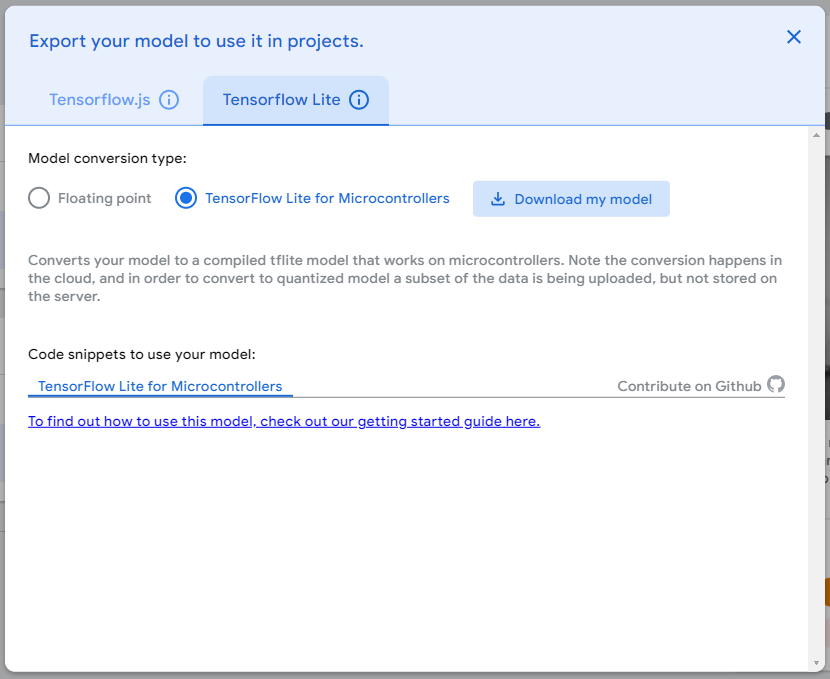 Export your model to use it in projects.
Tensorflow.js
Tensorflow Lite
Model conversion type:
Floating point
TensorFlow Lite for Microcontrollers
Download my model
Converts your model to a compiled tflite model that works on microcontrollers. Note the conversion happens in
the cloud, and in order to convert to quantized model a subset of the data is being uploaded, but not stored on
the server.
Code snippets to use your model:
TensorFlow Lite for Microcontrollers
Contribute on Github
To find out how to use this model, check out our getting started guide here.